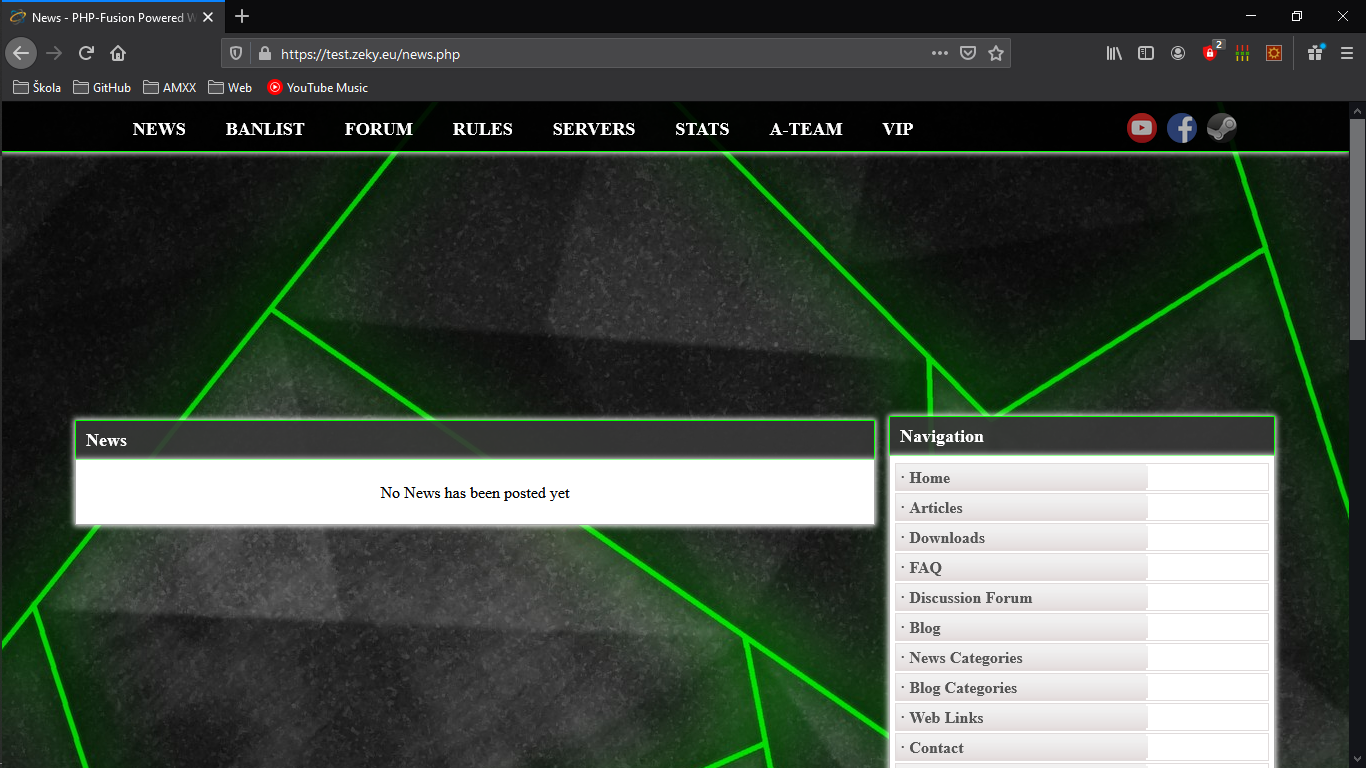 News - PHP-Fusion Powered W
https://test.zeky.eu/news.php
2
Škola GitHub AMXX Web YouTube Music
NEWS BANLIST FORUM RULES SERVERS STATS A-TEAM VIP
News
No News has been posted yet
Navigation
· Home
· Articles
· Downloads
· FAQ
· Discussion Forum
· Blog
· News Categories
· Blog Categories
· Web Links
· Contact